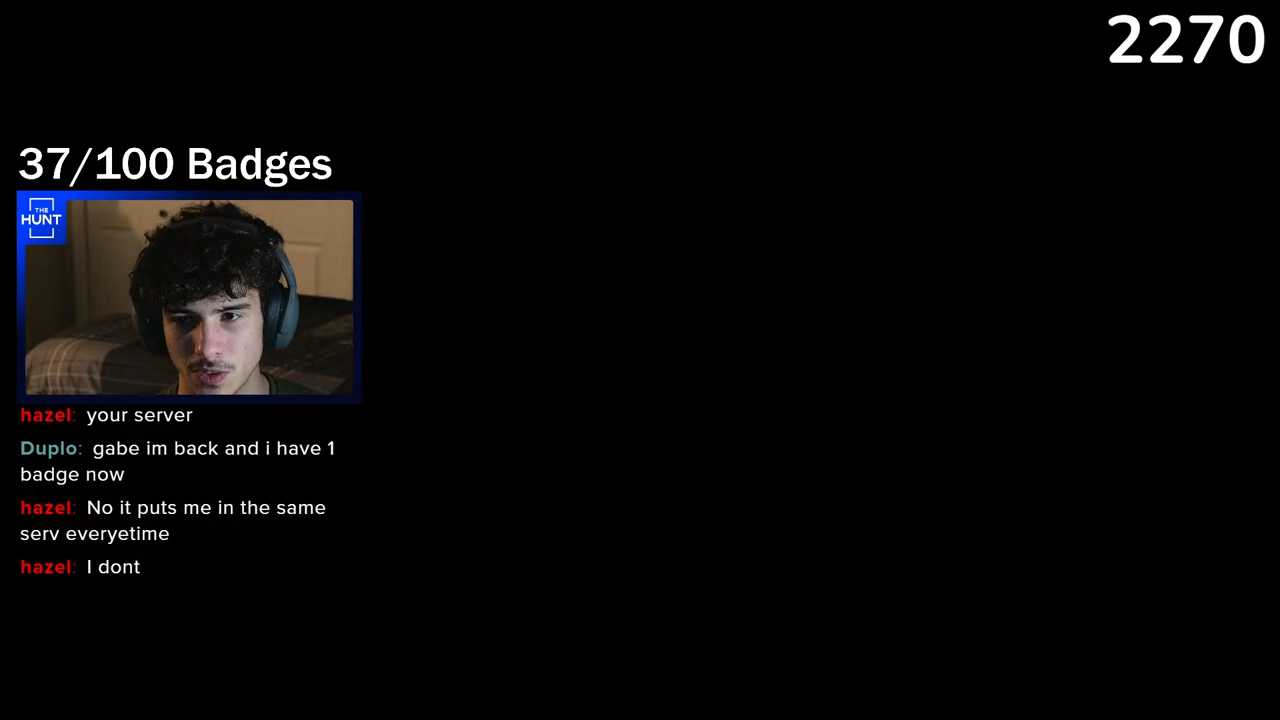 2270
37/100 Badges
THE
HUNT
hazel: your server
Duplo: gabe im back and i have 1
badge now
hazel: No it puts me in the same
serv everyetime
hazel: I dont